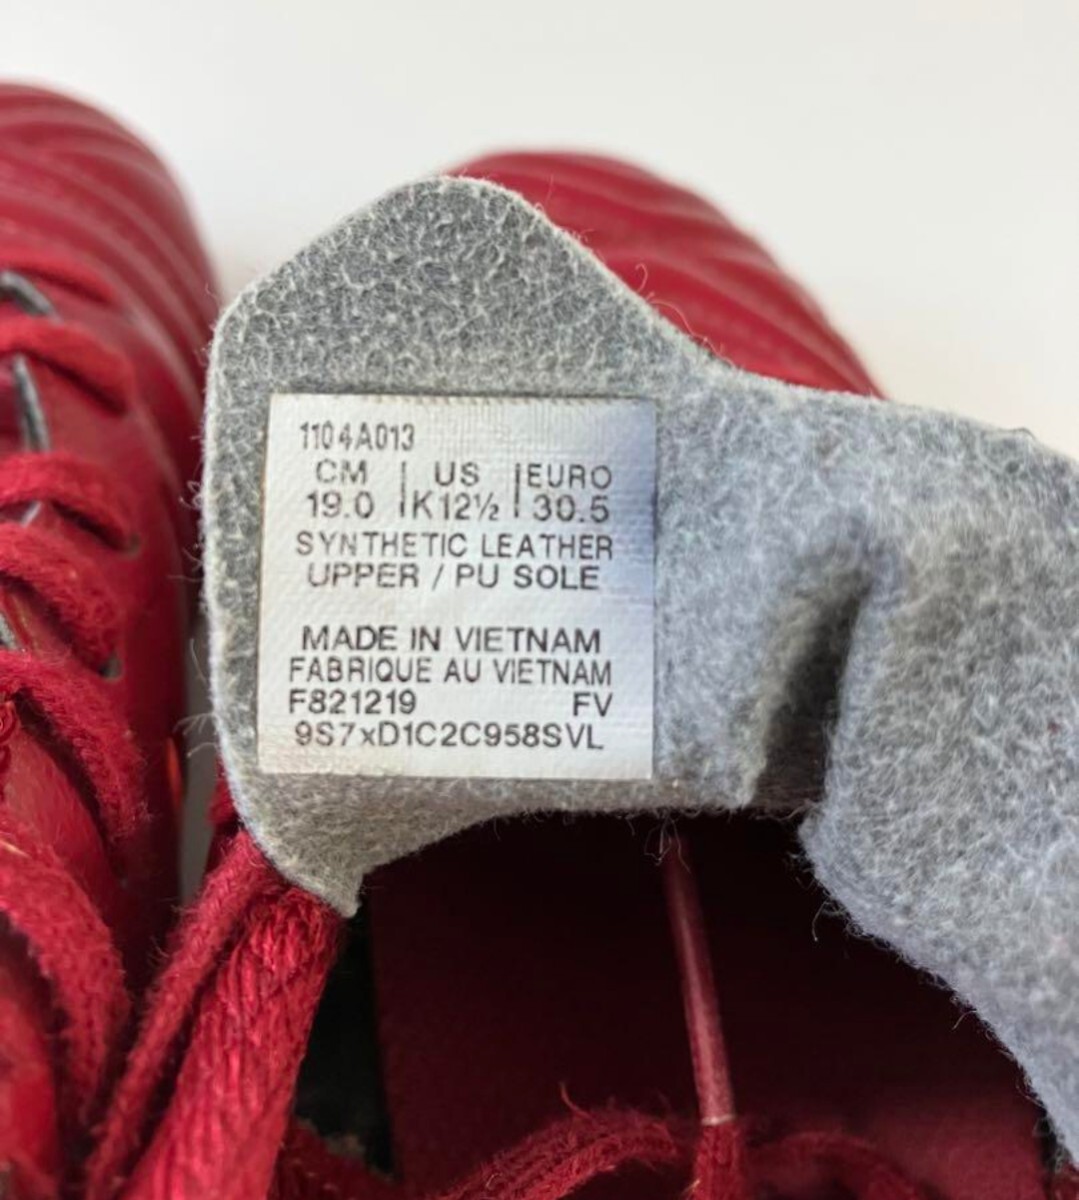 1104A013
CM | US | EURO
19.0 | K12½ | 30.5
SYNTHETIC LEATHER
UPPER / PU SOLE
MADE IN VIETNAM
FABRIQUE AU VIETNAM
F821219 FV
9S7xD1C2C958SVL